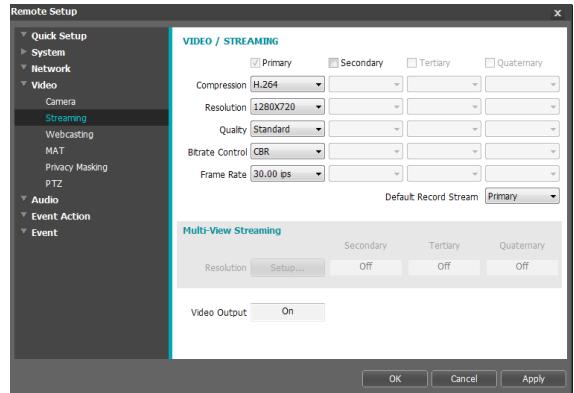 Remote Setup x
Quick Setup
System
Network
Video
Camera
Streaming
Webcasting
MAT
Privacy Masking
PTZ
Audio
Event Action
Event
VIDEO / STREAMING
Primary Secondary Tertiary Quaternary
Compression H.264
Resolution 1280X720
Quality Standard
Bitrate Control CBR
Frame Rate 30.00 ips
Default Record Stream Primary
Multi-View Streaming
Secondary Tertiary Quaternary
Resolution Setup... Off Off Off
Video Output On
OK Cancel Apply